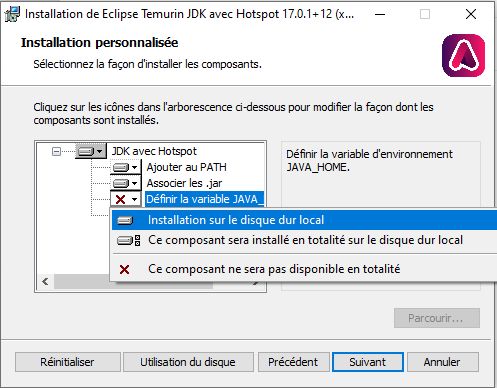 Installation de Eclipse Temurin JDK avec Hotspot 17.0.1+12 (x...
Installation personnalisée
Sélectionnez la façon d'installer les composants.
Cliquez sur les icônes dans l'arborescence ci-dessous pour modifier la façon dont les
composants sont installés.
JDK avec Hotspot
Ajouter au PATH
Associer les .jar
Définir la variable JAVA_
Définir la variable d'environnement
JAVA_HOME.
Installation sur le disque dur local
Ce composant sera installé en totalité sur le disque dur local
Ce composant ne sera pas disponible en totalité
Parcourir...
Réinitialiser
Utilisation du disque
Précédent
Suivant
Annuler